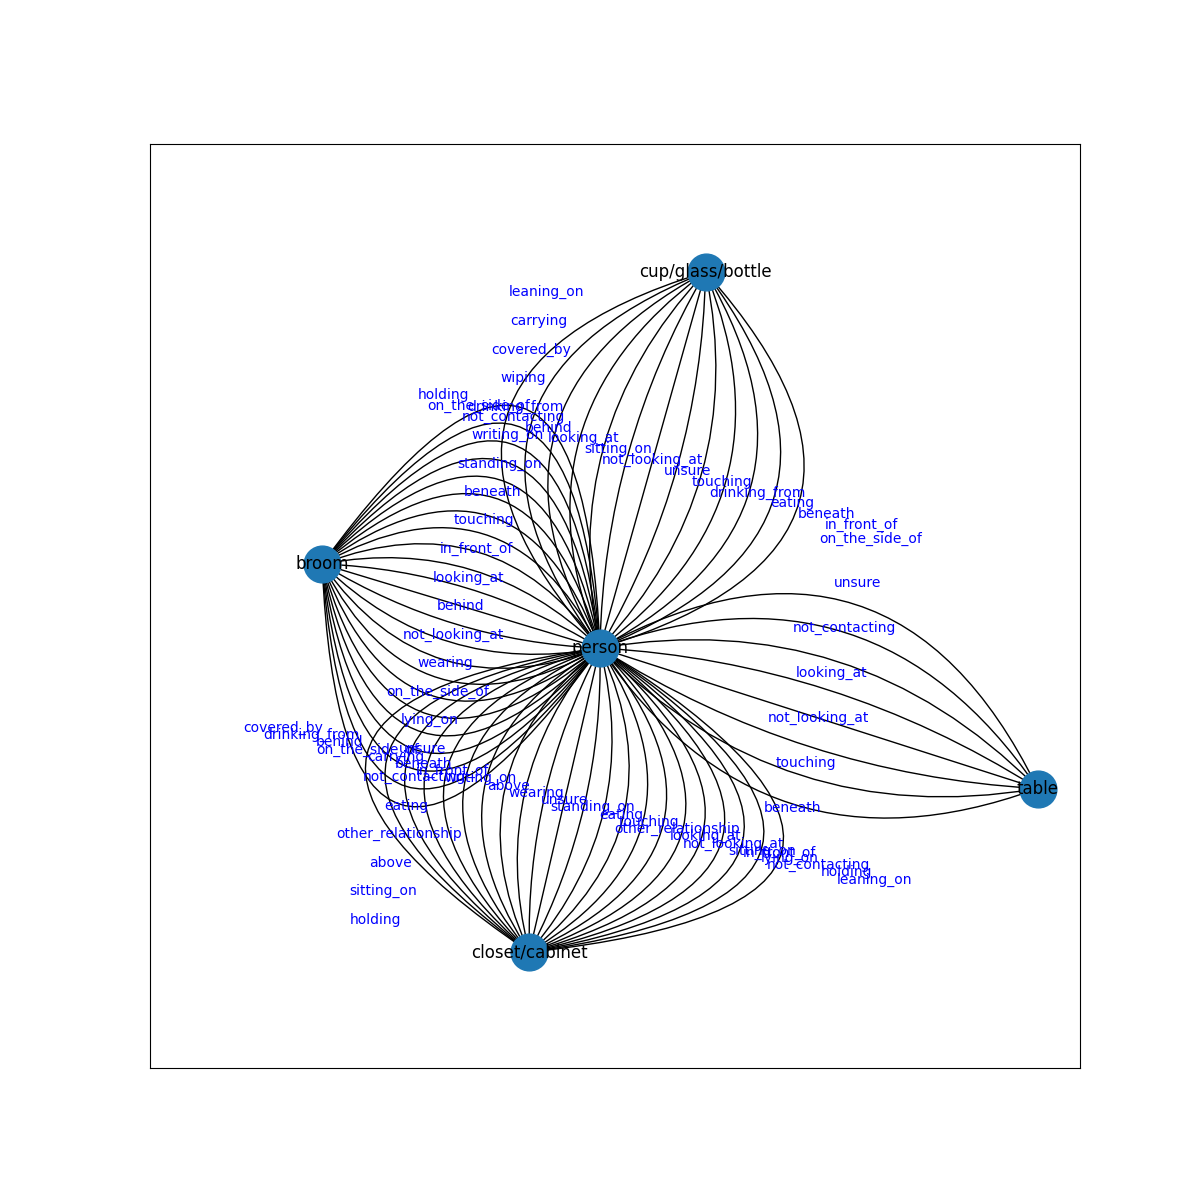 cup/glass/bottle
leaning_on
carrying
covered_by
wiping
holding
on_the_side_of
drinking_from
not_contacting
behind
writing_on
looking_at
sitting_on
not_looking_at
standing_on
unsure
touching
beneath
drinking_from
eating
beneath
touching
in_front_of
on_the_side_of
in_front_of
broom
looking_at
unsure
behind
not_contacting
not_looking_at
person
wearing
looking_at
on_the_side_of
not_looking_at
lying_on
covered_by
drinking_from
behind
on_the_side_of
unsure
carrying
beneath
touching
in_front_of
not_contacting
writing_on
above
table
wearing
unsure
eating
standing_on
beneath
eating
touching
other_relationship
other_relationship
looking_at
not_looking_at
sitting_on
in_front_of
lying_on
above
not_contacting
holding
leaning_on
sitting_on
holding
closet/cabinet